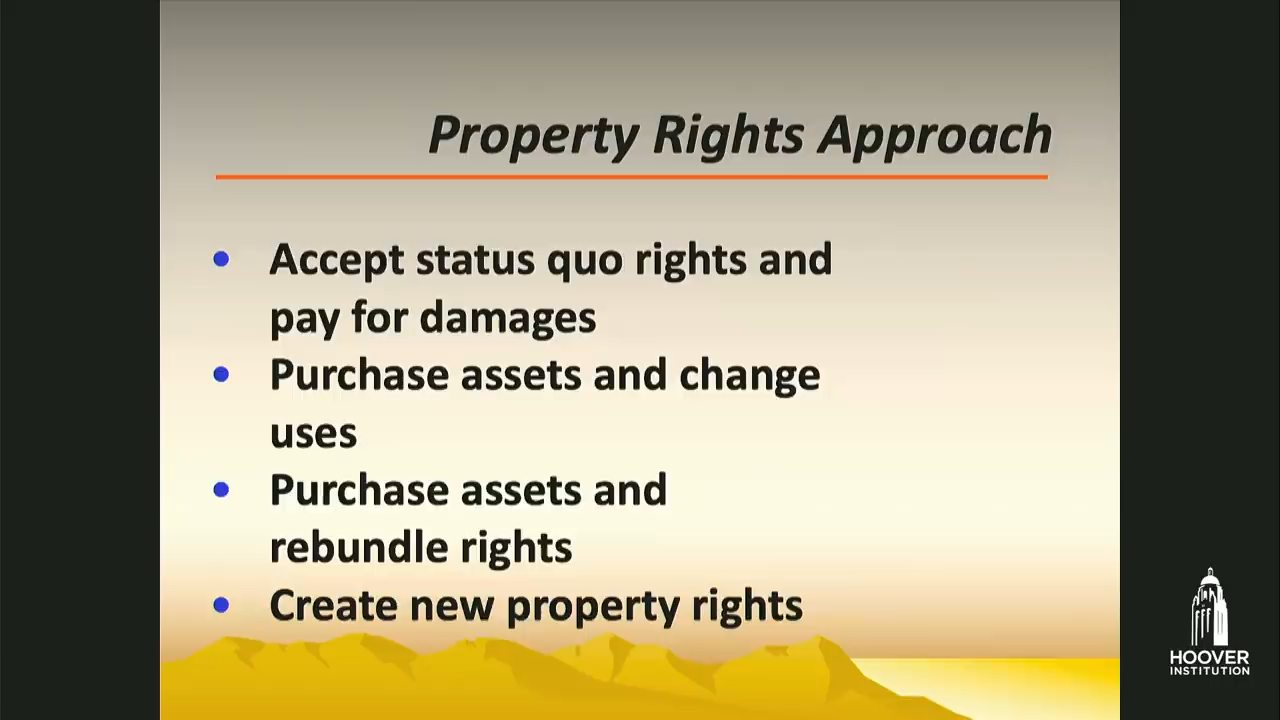 Property Rights Approach
• Accept status quo rights and
pay for damages
• Purchase assets and change
uses
• Purchase assets and
rebundle rights
• Create new property rights
HOOVER
INSTITUTION